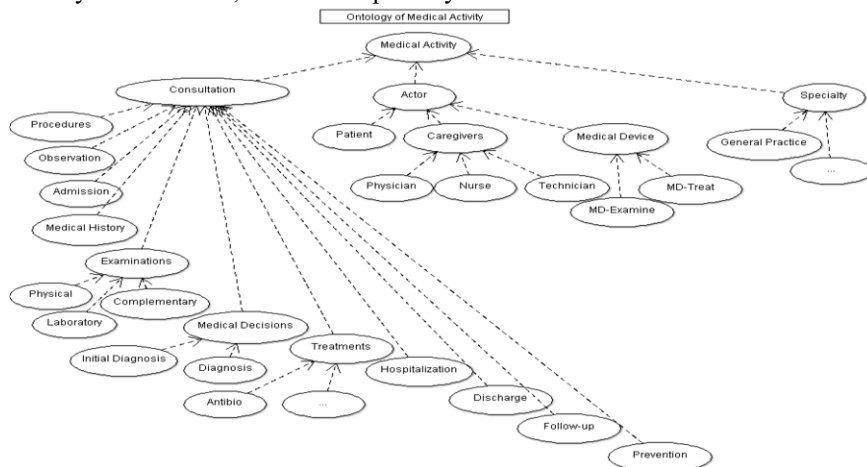 Ontology of Medical Activity
Medical Activity
Consultation
Actor
Specialty
Procedures
Patient
Caregivers
Medical Device
General Practice
Observation
...
Admission
Physician
Nurse
Technician
MD-Treat
MD-Examine
Medical History
Examinations
Physical
Complementary
Laboratory
Medical Decisions
Treatments
Initial Diagnosis
Diagnosis
Hospitalization
Antibio
...
Discharge
Follow-up
Prevention